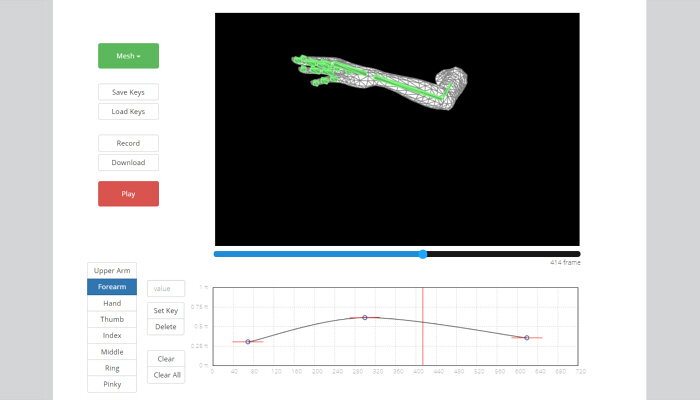 Mesh
Save Keys
Load Keys
Record
Download
Play
414 frame
Upper Arm
Forearm
Hand
Thumb
Index
Middle
Ring
Pinky
value
Set Key
Delete
Clear
Clear All
1 π
0.75 π
0.5 π
0.25 π
0 π
0 40 80 120 160 200 240 280 320 360 400 440 480 520 560 600 640 680 720